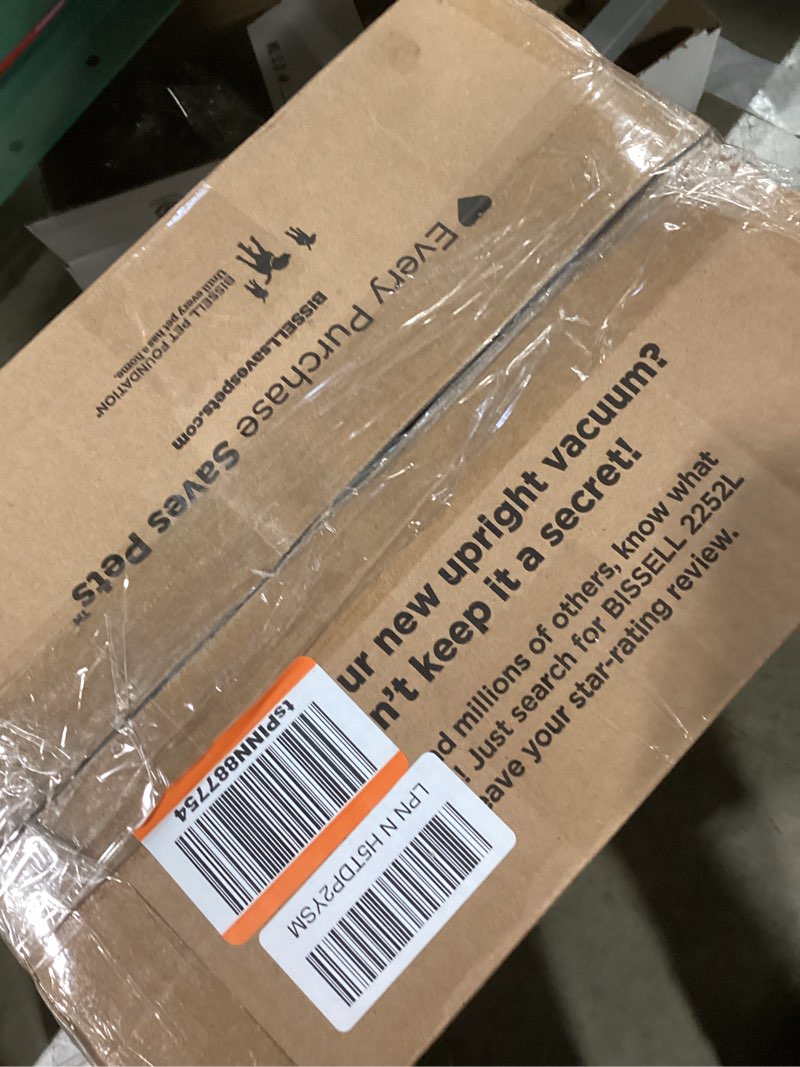 Every Purchase Saves Pets™
BISSELLsavespets.com
BISSELL PET FOUNDATION®
Until every pet has a home.
ur new upright vacuum?
n't keep it a secret!
d millions of others, know what
! Just search for BISSELL 2252L
eave your star-rating review.
tsPINN887754
LPN N H5TDP2YSM